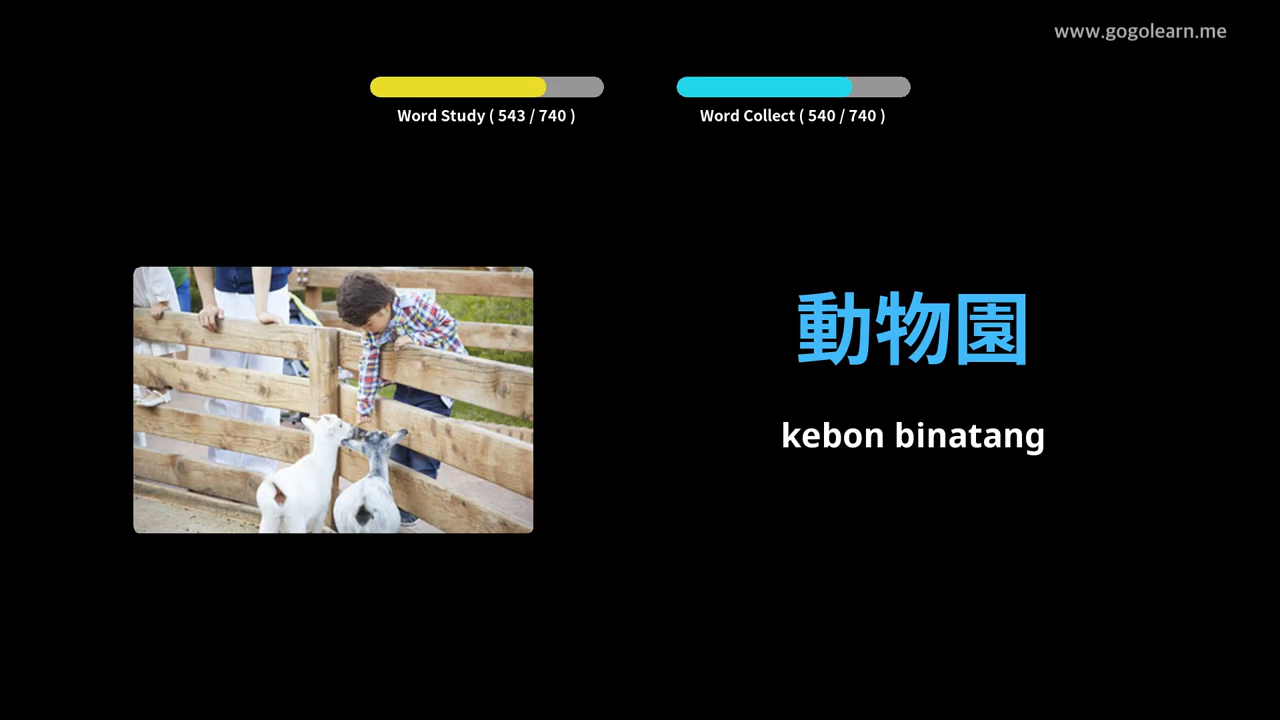 www.gogolearn.me
Word Study ( 543 / 740 )
Word Collect ( 540 / 740 )
動物園
kebon binatang